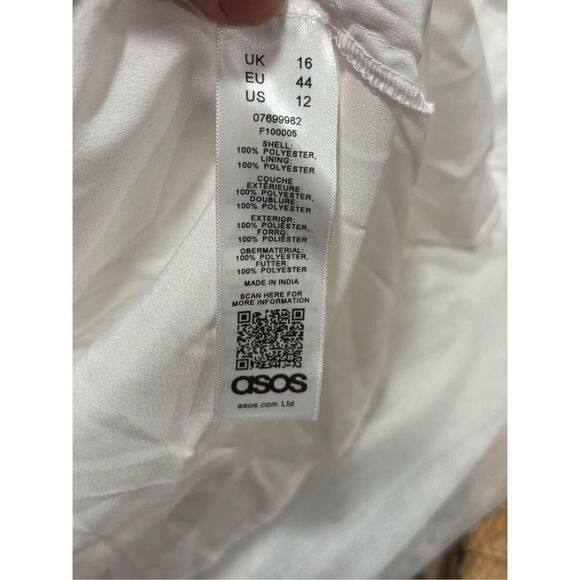 UK 16
EU 44
US 12
07699982
F100005
SHELL:
100% POLYESTER,
LINING:
100% POLYESTER
COUCHE
EXTÉRIEURE:
100% POLYESTER,
DOUBLURE:
100% POLYESTER
EXTERIOR:
100% POLIÉSTER,
FORRO:
100% POLIÉSTER
OBERMATERIAL:
100% POLYESTER,
FUTTER:
100% POLYESTER
MADE IN INDIA
SCAN HERE FOR
MORE INFORMATION
asos
asos.com Ltd